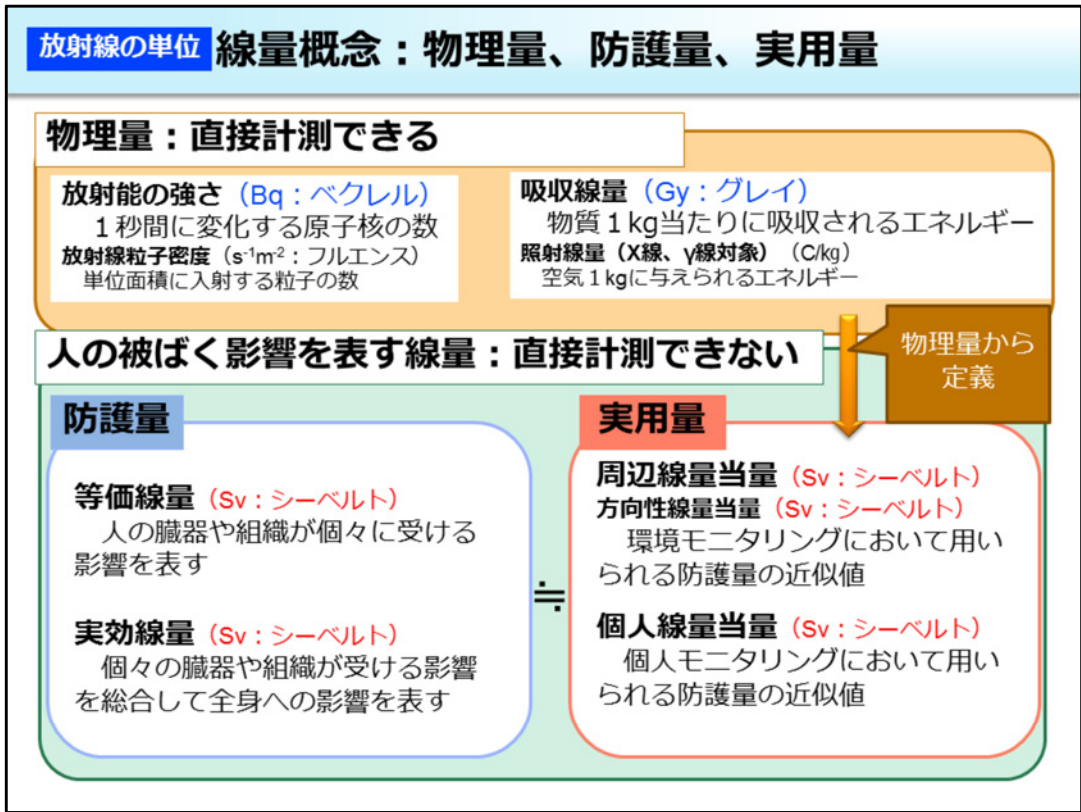 放射線の単位 線量概念：物理量、防護量、実用量
物理量：直接計測できる
放射能の強さ（Bq：ベクレル）
１秒間に変化する原子核の数
放射線粒子密度（s⁻¹m⁻²：フルエンス）
単位面積に入射する粒子の数
吸収線量（Gy：グレイ）
物質１kg当たりに吸収されるエネルギー
照射線量（X線、γ線対象）（C/kg）
空気１kgに与えられるエネルギー
物理量から
定義
人の被ばく影響を表す線量：直接計測できない
防護量
等価線量（Sv：シーベルト）
人の臓器や組織が個々に受ける
影響を表す
実効線量（Sv：シーベルト）
個々の臓器や組織が受ける影響
を総合して全身への影響を表す
≒
実用量
周辺線量当量（Sv：シーベルト）
方向性線量当量（Sv：シーベルト）
環境モニタリングにおいて用い
られる防護量の近似値
個人線量当量（Sv：シーベルト）
個人モニタリングにおいて用い
られる防護量の近似値